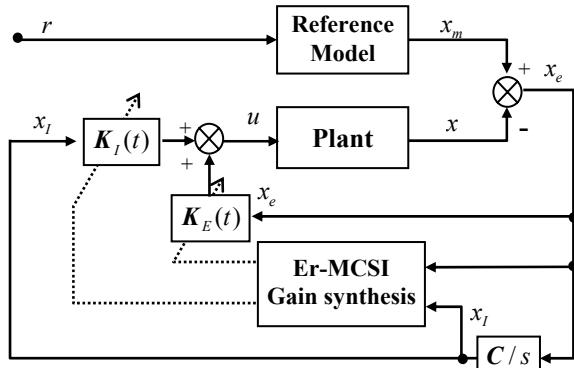 r
Reference
Model
x_m
+
x_e
x_I
K_I(t)
+
+
u
Plant
x
-
K_E(t)
x_e
Er-MCSI
Gain synthesis
x_I
C/s